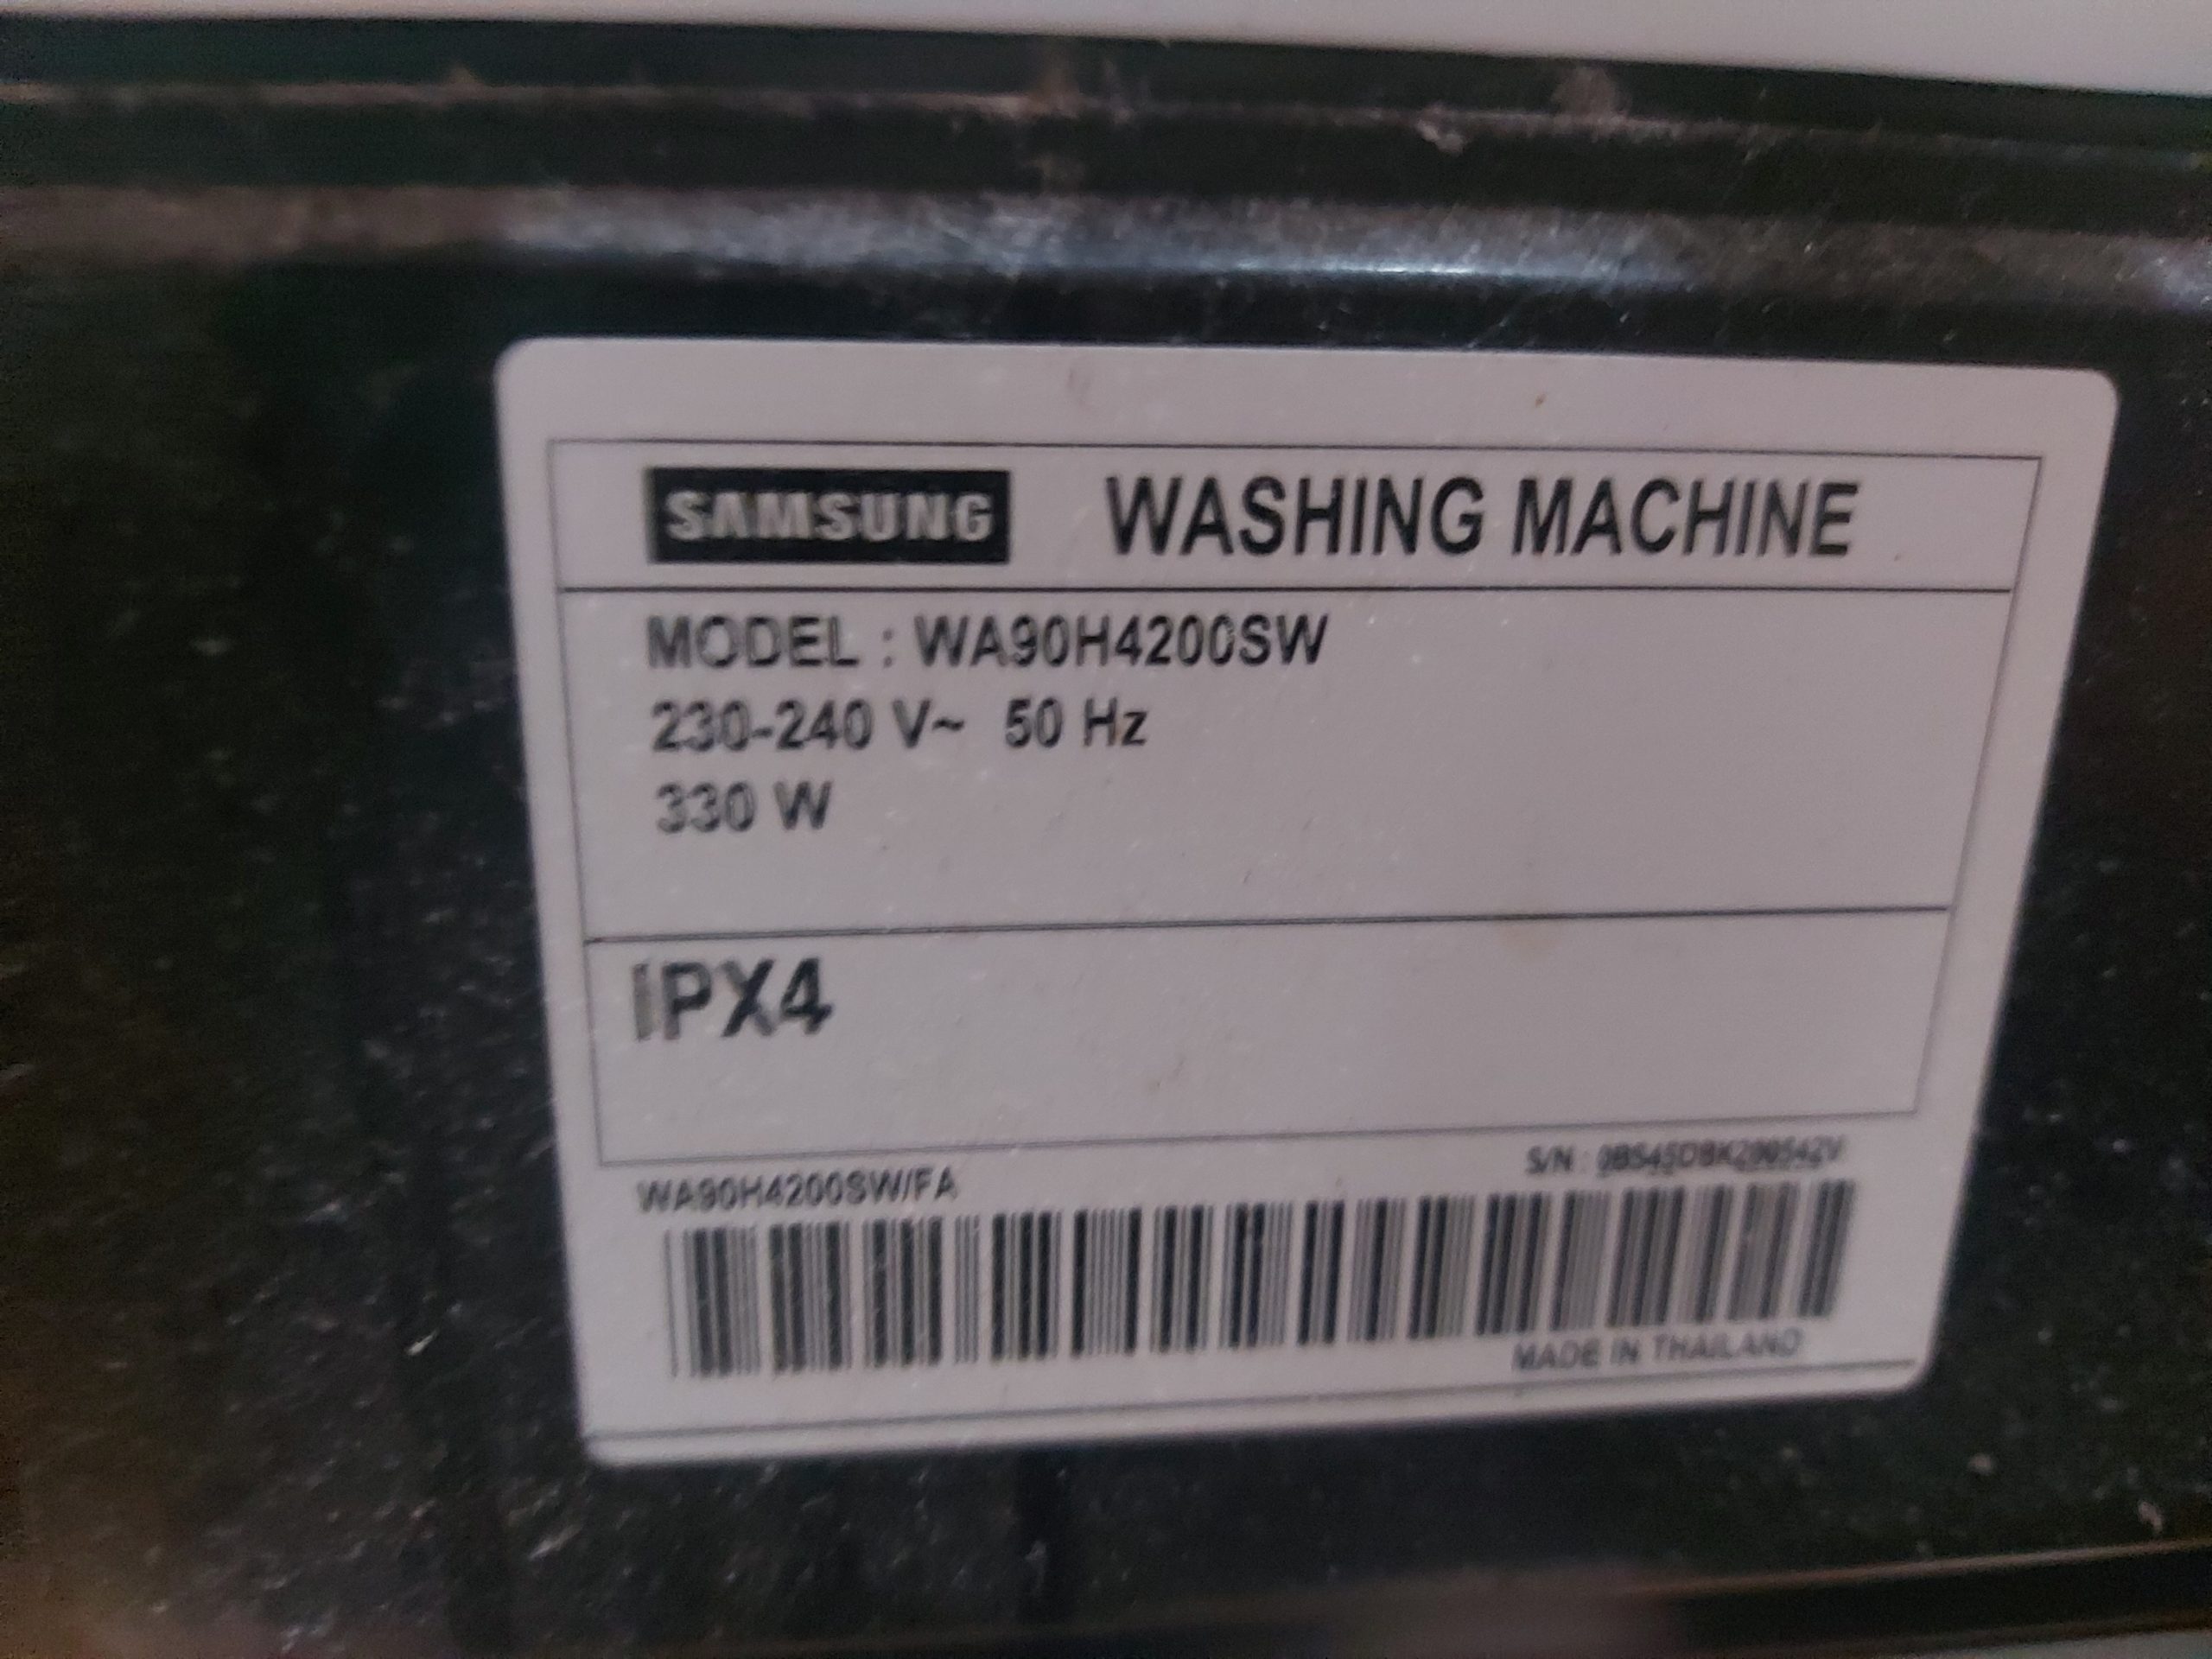 SAMSUNG WASHING MACHINE
MODEL : WA90H4200SW
230-240 V~ 50 Hz
330 W
IPX4
WA90H4200SW/FA
S/N :
MADE IN THAILAND